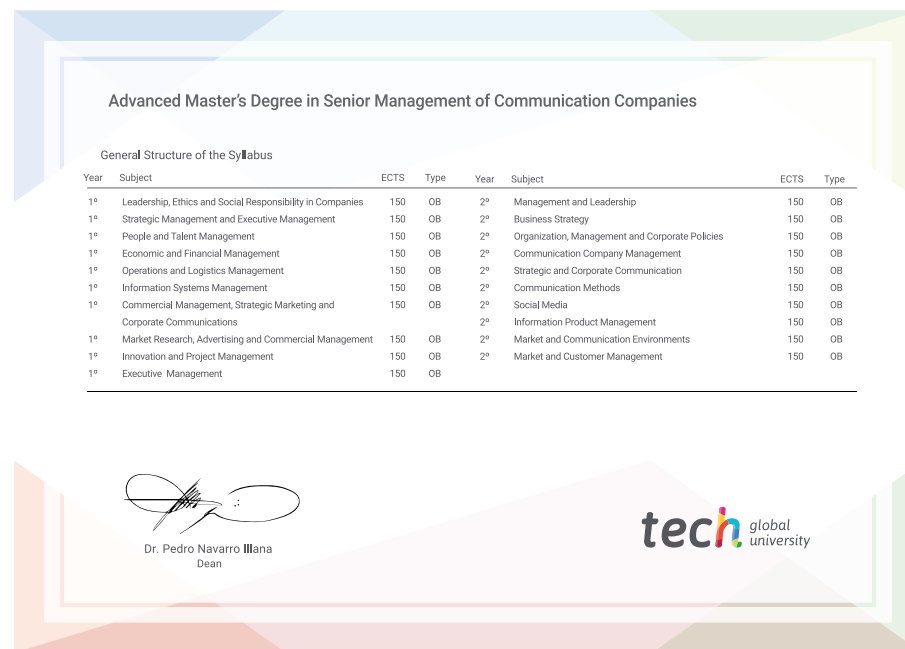 Advanced Master's Degree in Senior Management of Communication Companies
General Structure of the Syllabus
Year Subject ECTS Type
1º Leadership, Ethics and Social Responsibility in Companies 150 OB
1º Strategic Management and Executive Management 150 OB
1º People and Talent Management 150 OB
1º Economic and Financial Management 150 OB
1º Operations and Logistics Management 150 OB
1º Information Systems Management 150 OB
1º Commercial Management, Strategic Marketing and 150 OB
Corporate Communications
1º Market Research, Advertising and Commercial Management 150 OB
1º Innovation and Project Management 150 OB
1º Executive Management 150 OB
Year Subject ECTS Type
2º Management and Leadership 150 OB
2º Business Strategy 150 OB
2º Organization, Management and Corporate Policies 150 OB
2º Communication Company Management 150 OB
2º Strategic and Corporate Communication 150 OB
2º Communication Methods 150 OB
2º Social Media 150 OB
2º Information Product Management 150 OB
2º Market and Communication Environments 150 OB
2º Market and Customer Management 150 OB
Dr. Pedro Navarro Illana
Dean
tech global
university